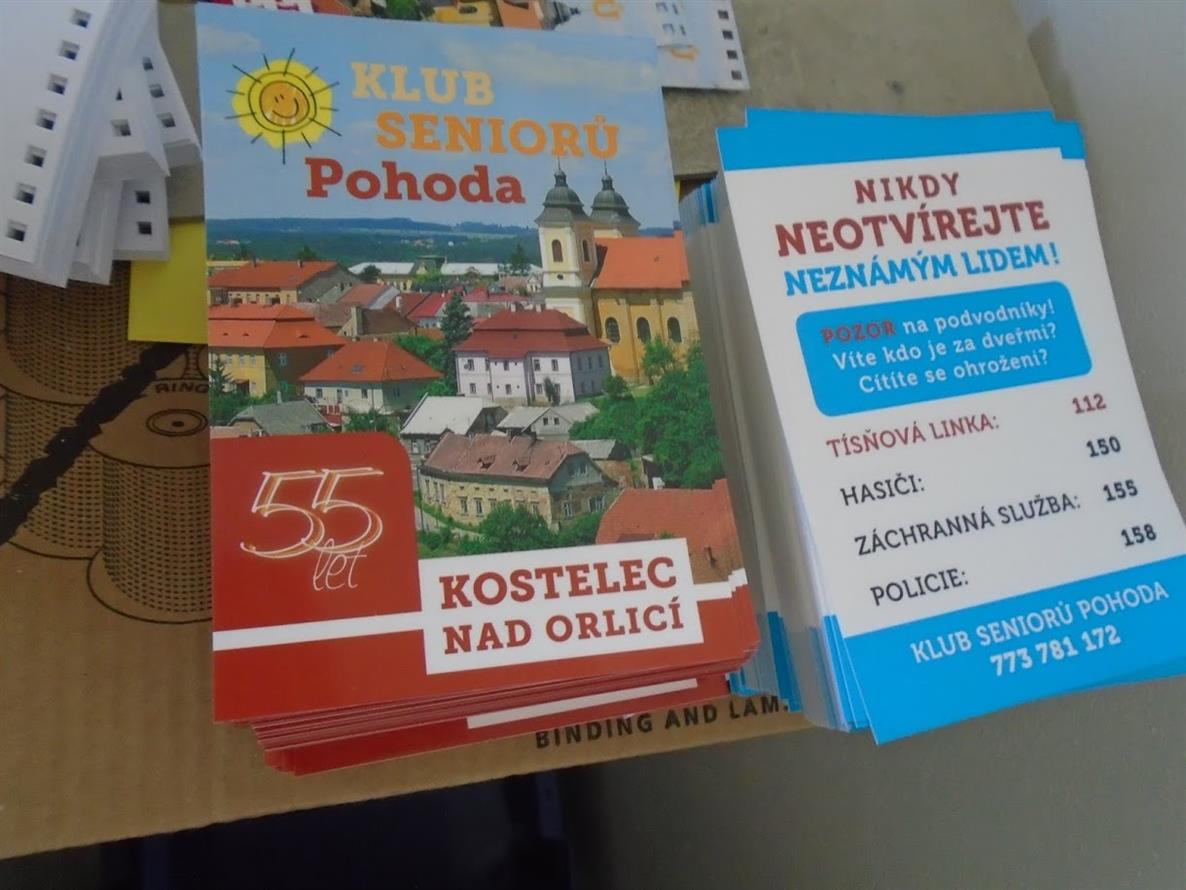 KLUB
SENIORŮ
Pohoda
55
let
KOSTELEC
NAD ORLICÍ
NIKDY
NEOTVÍREJTE
NEZNÁMÝM LIDEM!
POZOR na podvodníky!
Víte kdo je za dveřmi?
Cítíte se ohroženi?
TÍSŇOVÁ LINKA: 112
HASIČI: 150
ZÁCHRANNÁ SLUŽBA: 155
POLICIE: 158
KLUB SENIORŮ POHODA
773 781 172
RING
BINDING AND LAM